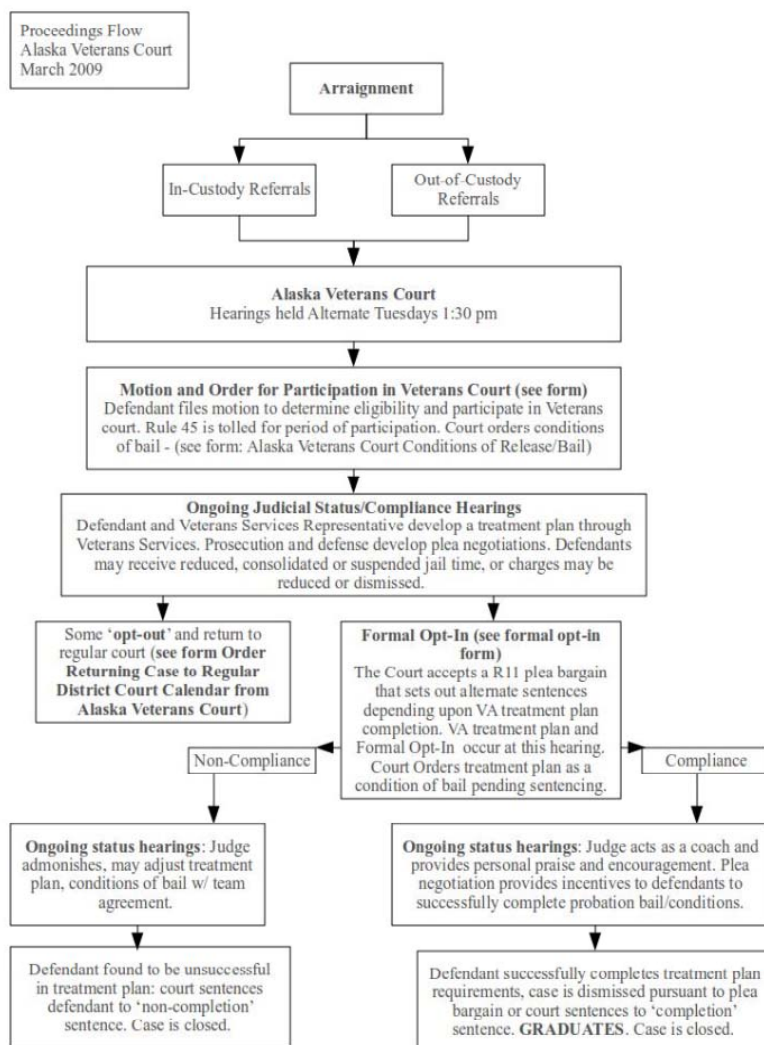 Proceedings Flow
Alaska Veterans Court
March 2009
Arraignment
In-Custody Referrals
Out-of-Custody
Referrals
Alaska Veterans Court
Hearings held Alternate Tuesdays 1:30 pm
Motion and Order for Participation in Veterans Court (see form)
Defendant files motion to determine eligibility and participate in Veterans
court. Rule 45 is tolled for period of participation. Court orders conditions
of bail - (see form: Alaska Veterans Court Conditions of Release/Bail)
Ongoing Judicial Status/Compliance Hearings
Defendant and Veterans Services Representative develop a treatment plan through
Veterans Services. Prosecution and defense develop plea negotiations. Defendants
may receive reduced, consolidated or suspended jail time, or charges may be
reduced or dismissed.
Some ‘opt-out’ and return to
regular court (see form Order
Returning Case to Regular
District Court Calendar from
Alaska Veterans Court)
Formal Opt-In (see formal opt-in
form)
The Court accepts a R11 plea bargain
that sets out alternate sentences
depending upon VA treatment plan
completion. VA treatment plan and
Formal Opt-In occur at this hearing.
Court Orders treatment plan as a
condition of bail pending sentencing.
Non-Compliance
Compliance
Ongoing status hearings: Judge
admonishes, may adjust treatment
plan, conditions of bail w/ team
agreement.
Ongoing status hearings: Judge acts as a coach and
provides personal praise and encouragement. Plea
negotiation provides incentives to defendants to
successfully complete probation bail/conditions.
Defendant found to be unsuccessful
in treatment plan: court sentences
defendant to ‘non-completion’
sentence. Case is closed.
Defendant successfully completes treatment plan
requirements, case is dismissed pursuant to plea
bargain or court sentences to ‘completion’
sentence. GRADUATES. Case is closed.